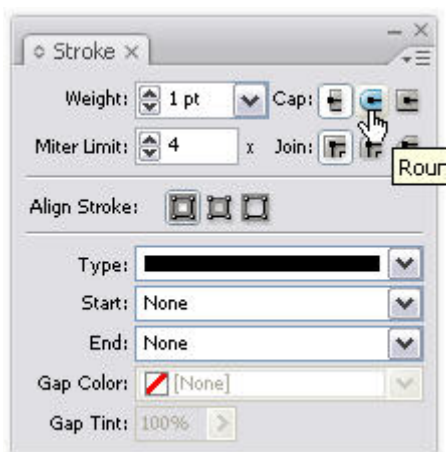 Stroke
Weight: 1 pt Cap:
Miter Limit: 4 x Join:
Roun
Align Stroke:
Type:
Start: None
End: None
Gap Color: [None]
Gap Tint: 100%